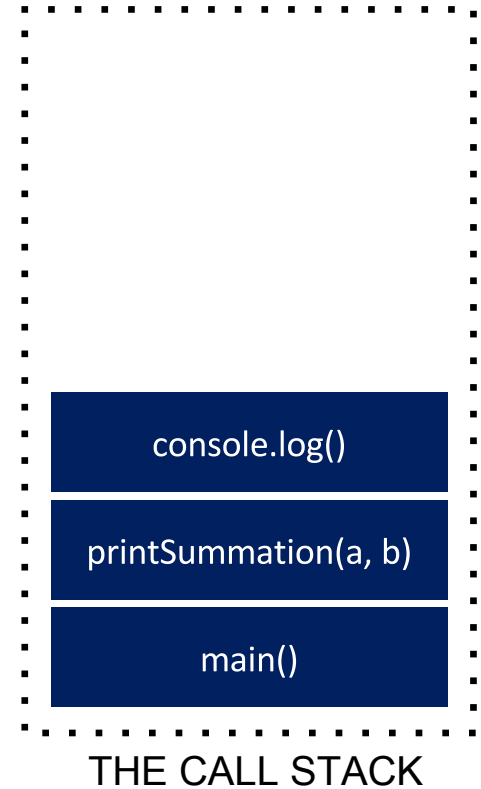 console.log()
printSummation(a, b)
main()
THE CALL STACK